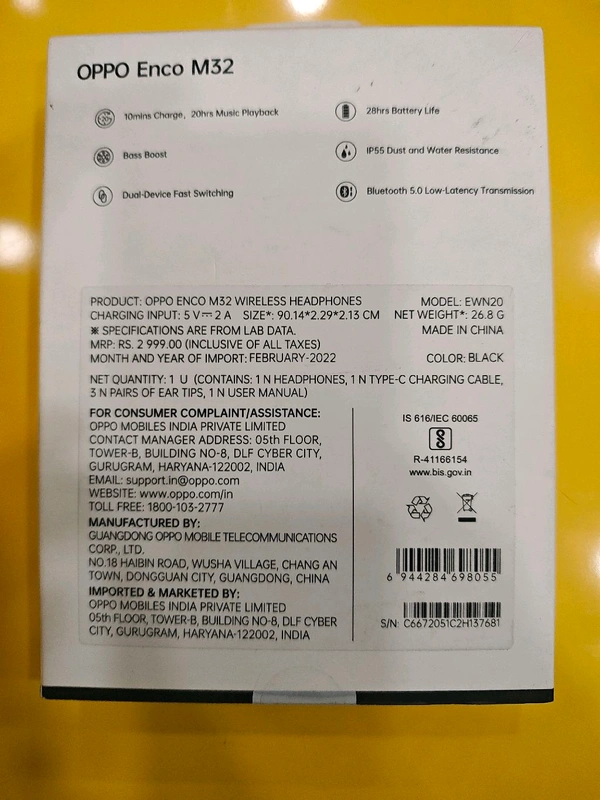 OPPO Enco M32
10mins Charge, 20hrs Music Playback
28hrs Battery Life
Bass Boost
IP55 Dust and Water Resistance
Dual-Device Fast Switching
Bluetooth 5.0 Low-Latency Transmission
PRODUCT: OPPO ENCO M32 WIRELESS HEADPHONES MODEL: EWN20
CHARGING INPUT: 5 V⎓2 A SIZE*: 90.14*2.29*2.13 CM NET WEIGHT*: 26.8 G
※ SPECIFICATIONS ARE FROM LAB DATA. MADE IN CHINA
MRP: RS. 2 999.00 (INCLUSIVE OF ALL TAXES)
MONTH AND YEAR OF IMPORT: FEBRUARY-2022 COLOR: BLACK
NET QUANTITY: 1 U (CONTAINS: 1 N HEADPHONES, 1 N TYPE-C CHARGING CABLE,
3 N PAIRS OF EAR TIPS, 1 N USER MANUAL)
FOR CONSUMER COMPLAINT/ASSISTANCE:
OPPO MOBILES INDIA PRIVATE LIMITED
CONTACT MANAGER ADDRESS: 05th FLOOR,
TOWER-B, BUILDING NO-8, DLF CYBER CITY,
GURUGRAM, HARYANA-122002, INDIA
EMAIL: support.in@oppo.com
WEBSITE: www.oppo.com/in
TOLL FREE: 1800-103-2777
MANUFACTURED BY:
GUANGDONG OPPO MOBILE TELECOMMUNICATIONS
CORP., LTD.
NO.18 HAIBIN ROAD, WUSHA VILLAGE, CHANG AN
TOWN, DONGGUAN CITY, GUANGDONG, CHINA
IMPORTED & MARKETED BY:
OPPO MOBILES INDIA PRIVATE LIMITED
05th FLOOR, TOWER-B, BUILDING NO-8, DLF CYBER
CITY, GURUGRAM, HARYANA-122002, INDIA
IS 616/IEC 60065
R-41166154
www.bis.gov.in
6 944284 698055
S/N: C6672051C2H137681